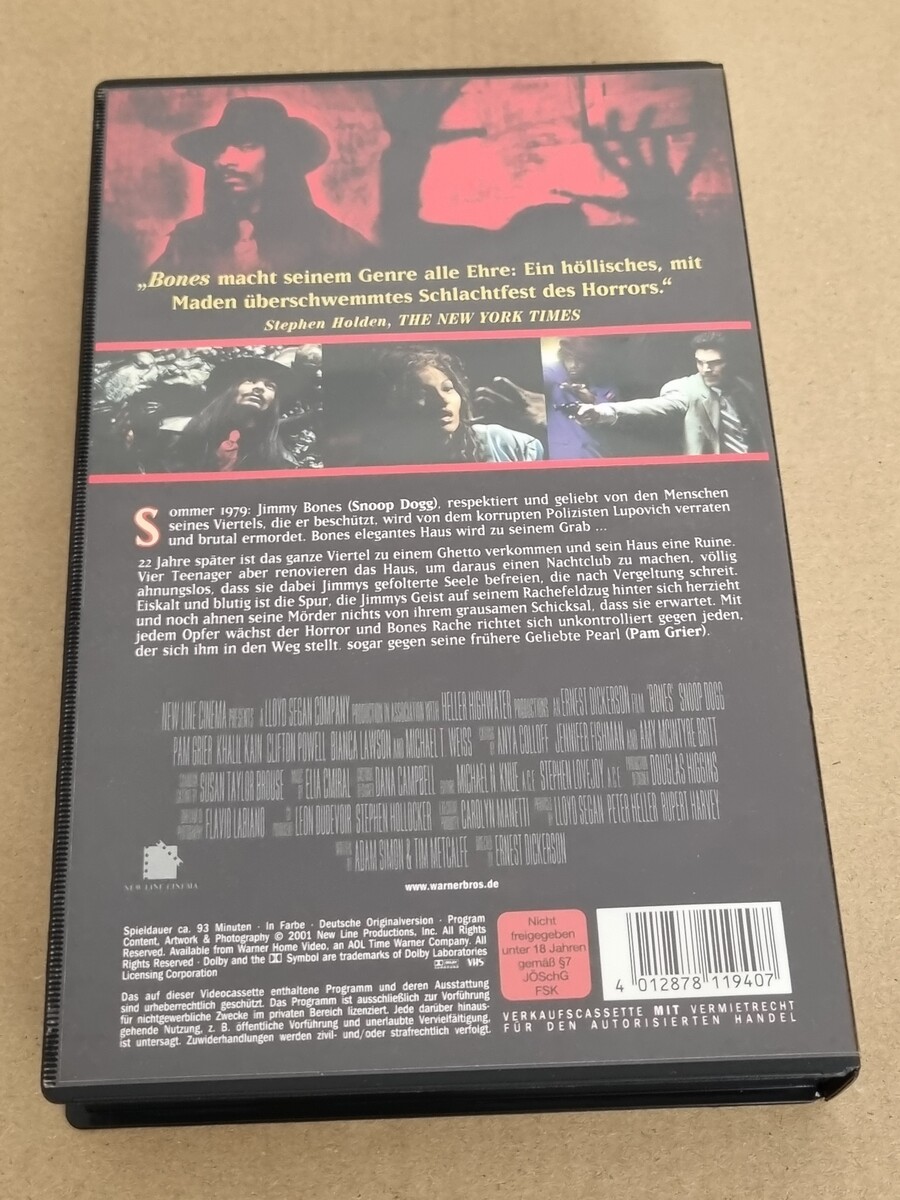 „Bones macht seinem Genre alle Ehre: Ein höllisches, mit
Maden überschwemmtes Schlachtfest des Horrors.“
Stephen Holden, THE NEW YORK TIMES
Sommer 1979: Jimmy Bones (Snoop Dogg), respektiert und geliebt von den Menschen
seines Viertels, die er beschützt, wird von dem korrupten Polizisten Lupovich verraten
und brutal ermordet. Bones elegantes Haus wird zu seinem Grab ...
22 Jahre später ist das ganze Viertel zu einem Ghetto verkommen und sein Haus eine Ruine.
Vier Teenager aber renovieren das Haus, um daraus einen Nachtclub zu machen, völlig
ahnungslos, dass sie dabei Jimmys gefolterte Seele befreien, die nach Vergeltung schreit.
Eiskalt und blutig ist die Spur, die Jimmys Geist auf seinem Rachefeldzug hinter sich herzieht
und noch ahnen seine Mörder nichts von ihrem grausamen Schicksal, dass sie erwartet. Mit
jedem Opfer wächst der Horror und Bones Rache richtet sich unkontrolliert gegen jeden,
der sich ihm in den Weg stellt. sogar gegen seine frühere Geliebte Pearl (Pam Grier).
NEW LINE CINEMA PRESENTS A LLOYD SEGAN COMPANY PRODUCTION IN ASSOCIATION WITH HELLER HIGHWATER PRODUCTIONS AN ERNEST DICKERSON FILM "BONES" SNOOP DOGG
PAM GRIER KHALIL KAIN CLIFTON POWELL BIANCA LAWSON AND MICHAEL T. WEISS MAYA COLLOFF JENNIFER FISHMAN AND AMY MCINTYRE BRITT
SUSAN TAYLOR BROUSE ELIA CMIRAL DANA CAMPBELL MICHAEL N. KNUE A.C.E. STEPHEN LOVEJOY A.C.E. DOUGLAS HIGGINS
FLAVIO LABIANO LEON DUDEVOIR STEPHEN HOLLOCKER CAROLYN MANETTI LLOYD SEGAN PETER HELLER RUPERT HARVEY
ADAM SIMON & TIM METCALFE ERNEST DICKERSON
NEW LINE CINEMA
www.warnerbros.de
Spieldauer ca. 93 Minuten · In Farbe · Deutsche Originalversion · Program
Content, Artwork & Photography © 2001 New Line Productions, Inc. All Rights
Reserved. Available from Warner Home Video, an AOL Time Warner Company. All
Rights Reserved · Dolby and the Symbol are trademarks of Dolby Laboratories
Licensing Corporation
VHS
Das auf dieser Videocassette enthaltene Programm und deren Ausstattung
sind urheberrechtlich geschützt. Das Programm ist ausschließlich zur Vorführung
für nichtgewerbliche Zwecke im privaten Bereich lizenziert. Jede darüber hinaus-
gehende Nutzung, z. B. öffentliche Vorführung und unerlaubte Vervielfältigung,
ist untersagt. Zuwiderhandlungen werden zivil- und/oder strafrechtlich verfolgt.
Nicht
freigegeben
unter 18 Jahren
gemäß §7
JÖSchG
FSK
4 012878 119407
VERKAUFSCASSETTE MIT VERMIETRECHT
FÜR DEN AUTORISIERTEN HANDEL